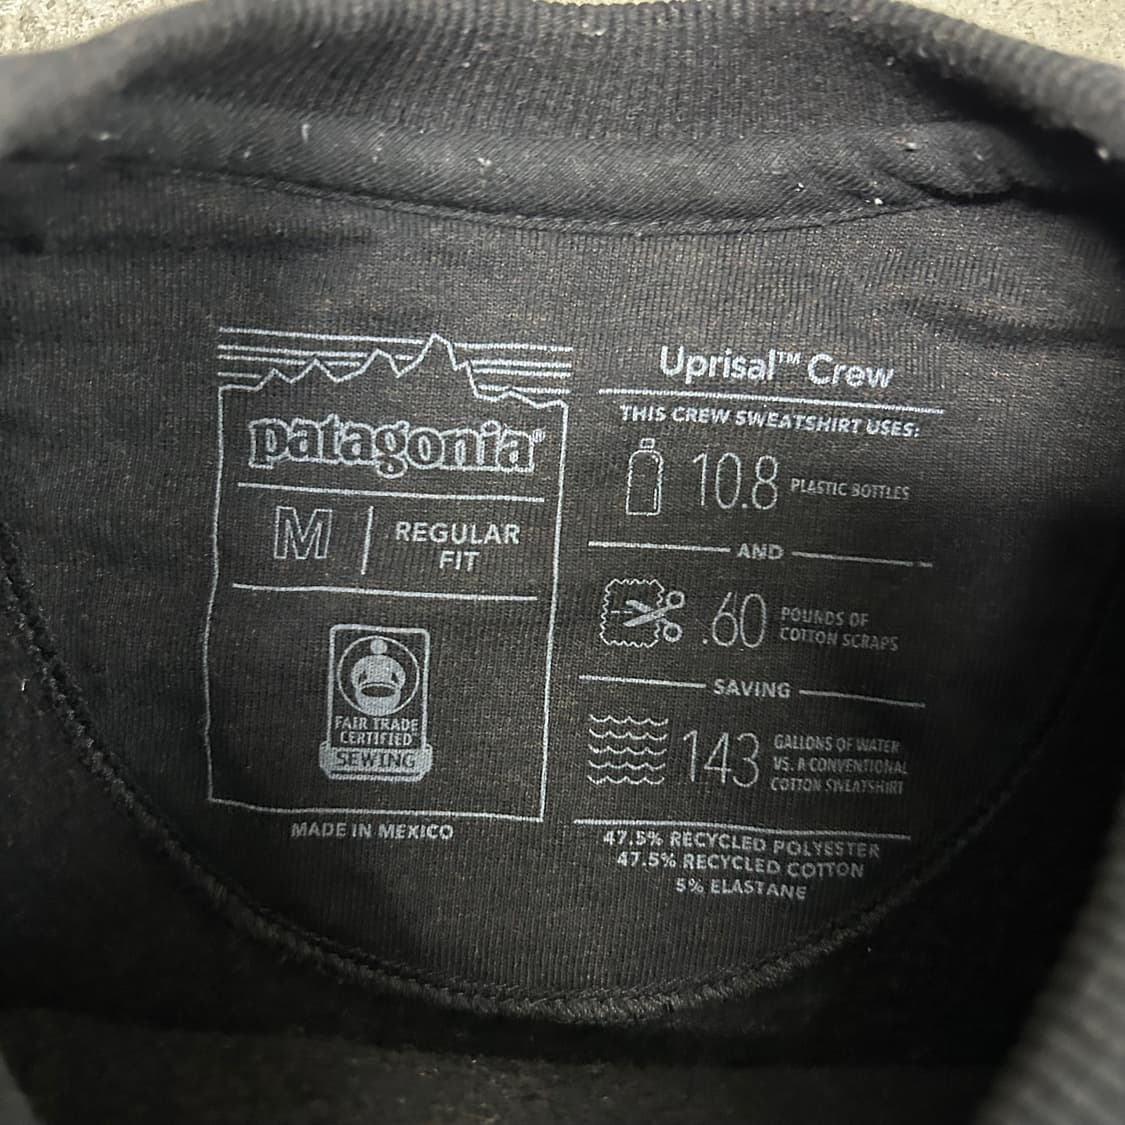 patagonia®
M
REGULAR
FIT
FAIR TRADE
CERTIFIED™
SEWING
MADE IN MEXICO
Uprisal™ Crew
THIS CREW SWEATSHIRT USES:
10.8 PLASTIC BOTTLES
AND
.60 POUNDS OF
COTTON SCRAPS
SAVING
143 GALLONS OF WATER
VS. A CONVENTIONAL
COTTON SWEATSHIRT
47.5% RECYCLED POLYESTER
47.5% RECYCLED COTTON
5% ELASTANE